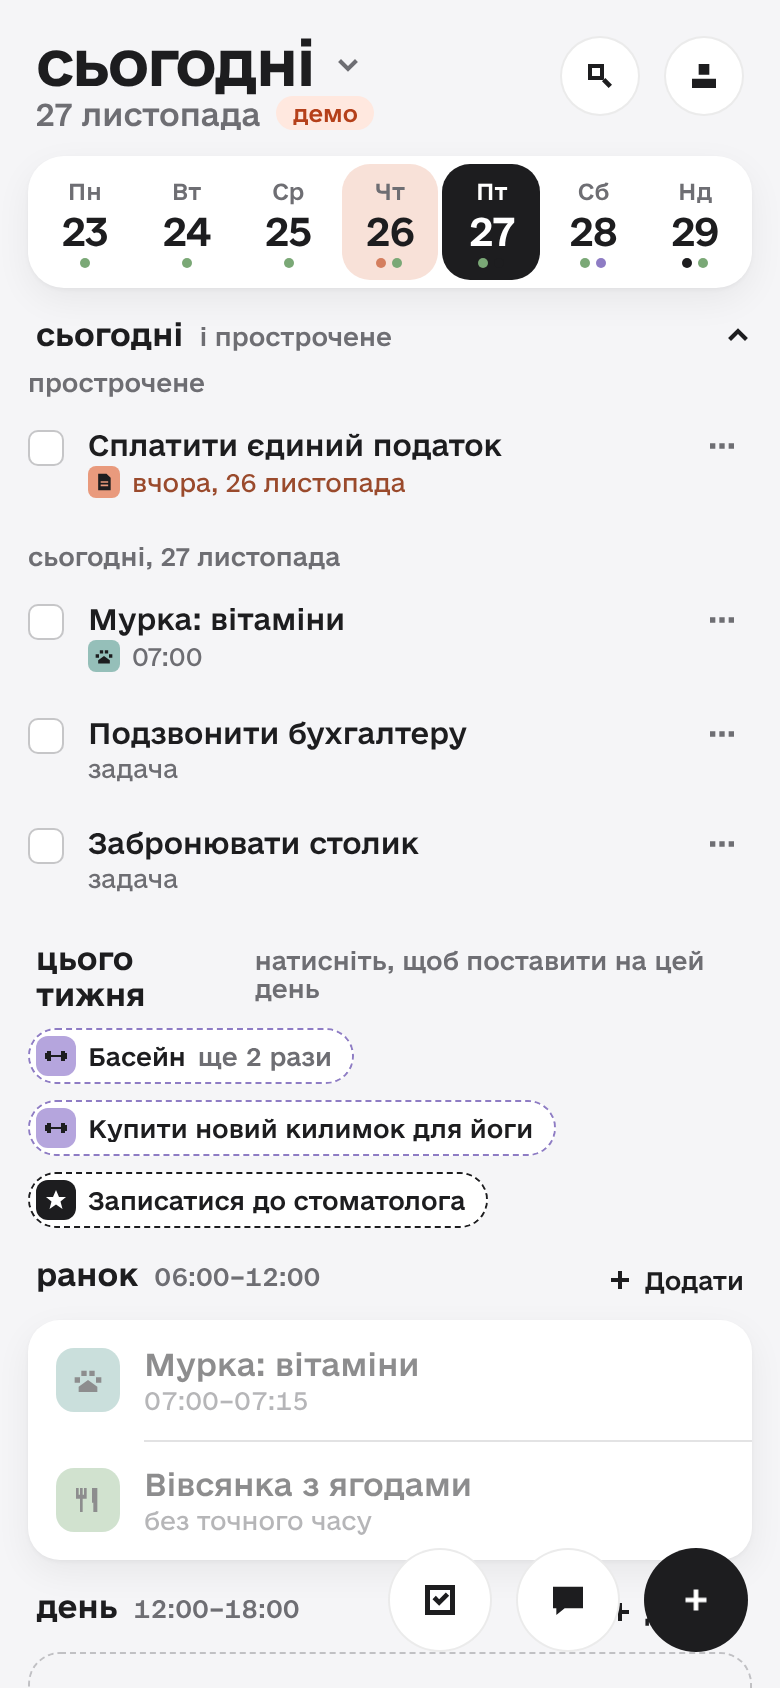 сьогодні
27 листопада демо
Пн Вт Ср Чт Пт Сб Нд
23 24 25 26 27 28 29
сьогодні і прострочене
прострочене
Сплатити єдиний податок
вчора, 26 листопада
сьогодні, 27 листопада
Мурка: вітаміни
07:00
Подзвонити бухгалтеру
задача
Забронювати столик
задача
цього тижня
натисніть, щоб поставити на цей
день
Басейн ще 2 рази
Купити новий килимок для йоги
Записатися до стоматолога
ранок 06:00–12:00 + Додати
Мурка: вітаміни
07:00–07:15
Вівсянка з ягодами
без точного часу
день 12:00–18:00